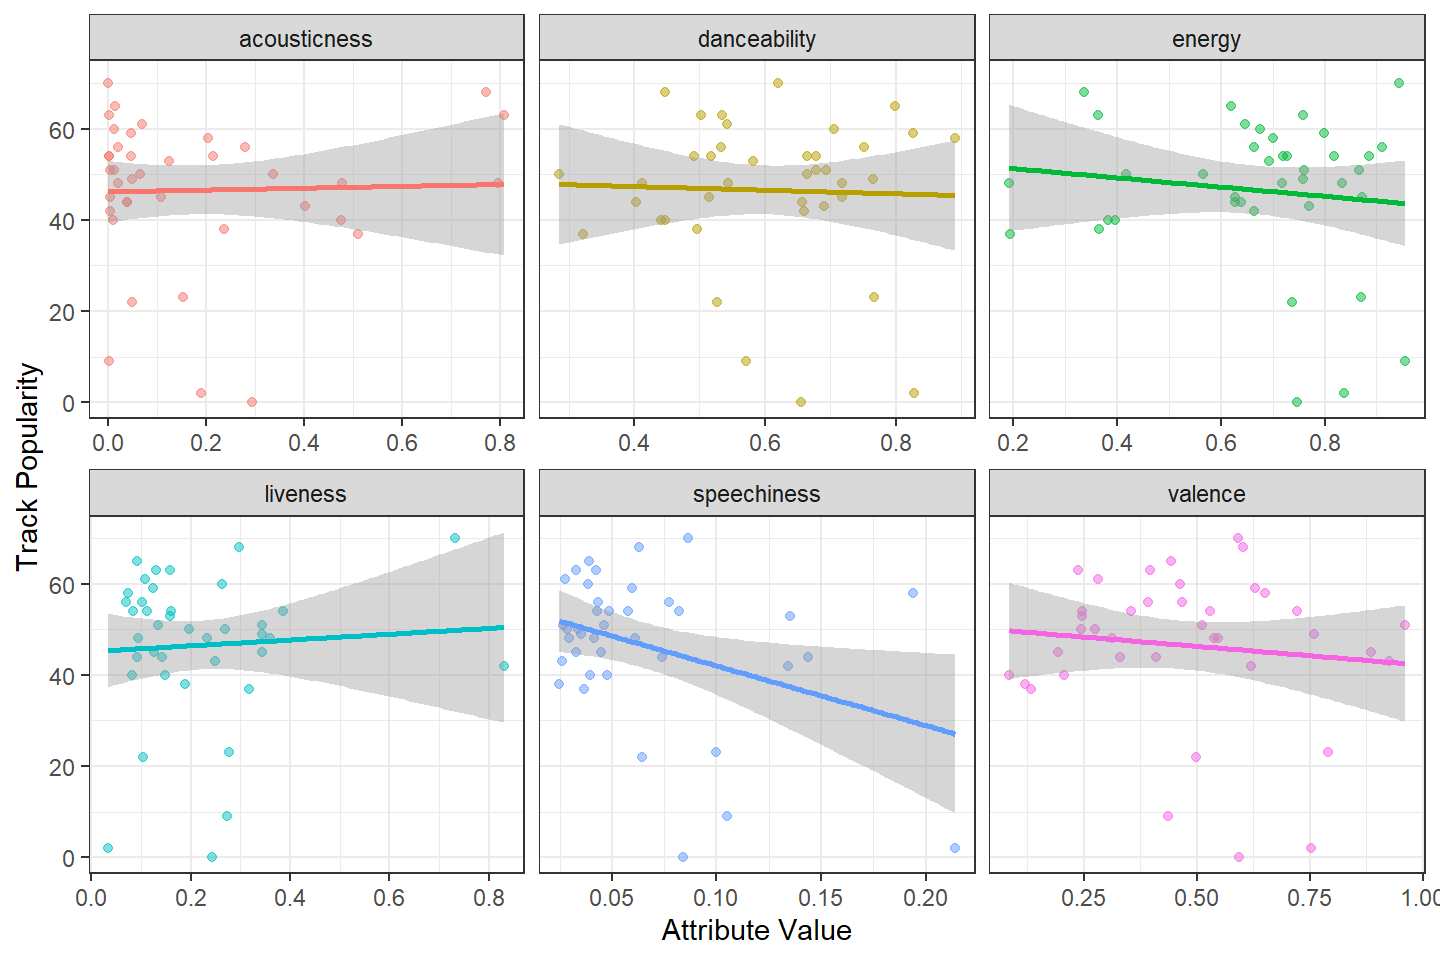 acousticness danceability energy
60
40
20
0
0.0 0.2 0.4 0.6 0.8 0.4 0.6 0.8 0.2 0.4 0.6 0.8
liveness speechiness valence
60
40
20
0
0.0 0.2 0.4 0.6 0.8 0.05 0.10 0.15 0.20 0.25 0.50 0.75 1.00
Track Popularity
Attribute Value